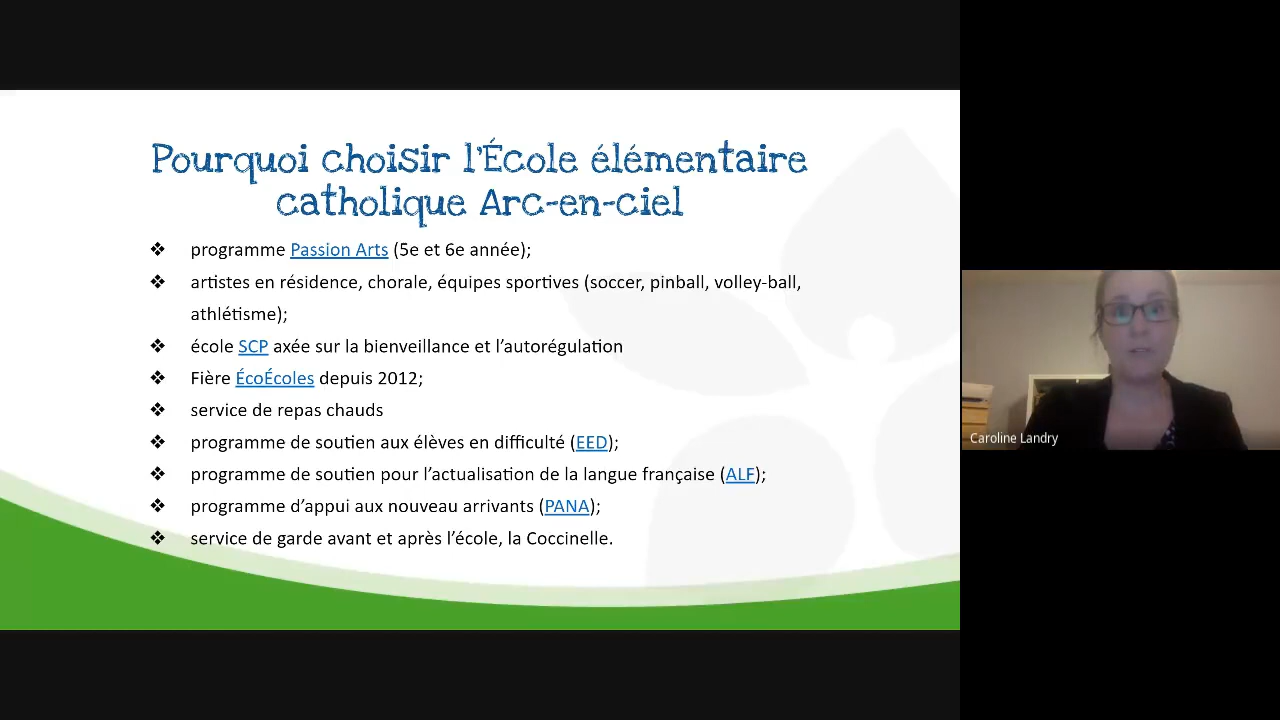 Pourquoi choisir l'École élémentaire
catholique Arc-en-ciel
❖ programme Passion Arts (5e et 6e année);
❖ artistes en résidence, chorale, équipes sportives (soccer, pinball, volley-ball,
athlétisme);
❖ école SCP axée sur la bienveillance et l'autorégulation
❖ Fière ÉcoÉcoles depuis 2012;
❖ service de repas chauds
❖ programme de soutien aux élèves en difficulté (EED);
❖ programme de soutien pour l'actualisation de la langue française (ALF);
❖ programme d'appui aux nouveau arrivants (PANA);
❖ service de garde avant et après l'école, la Coccinelle.
Caroline Landry